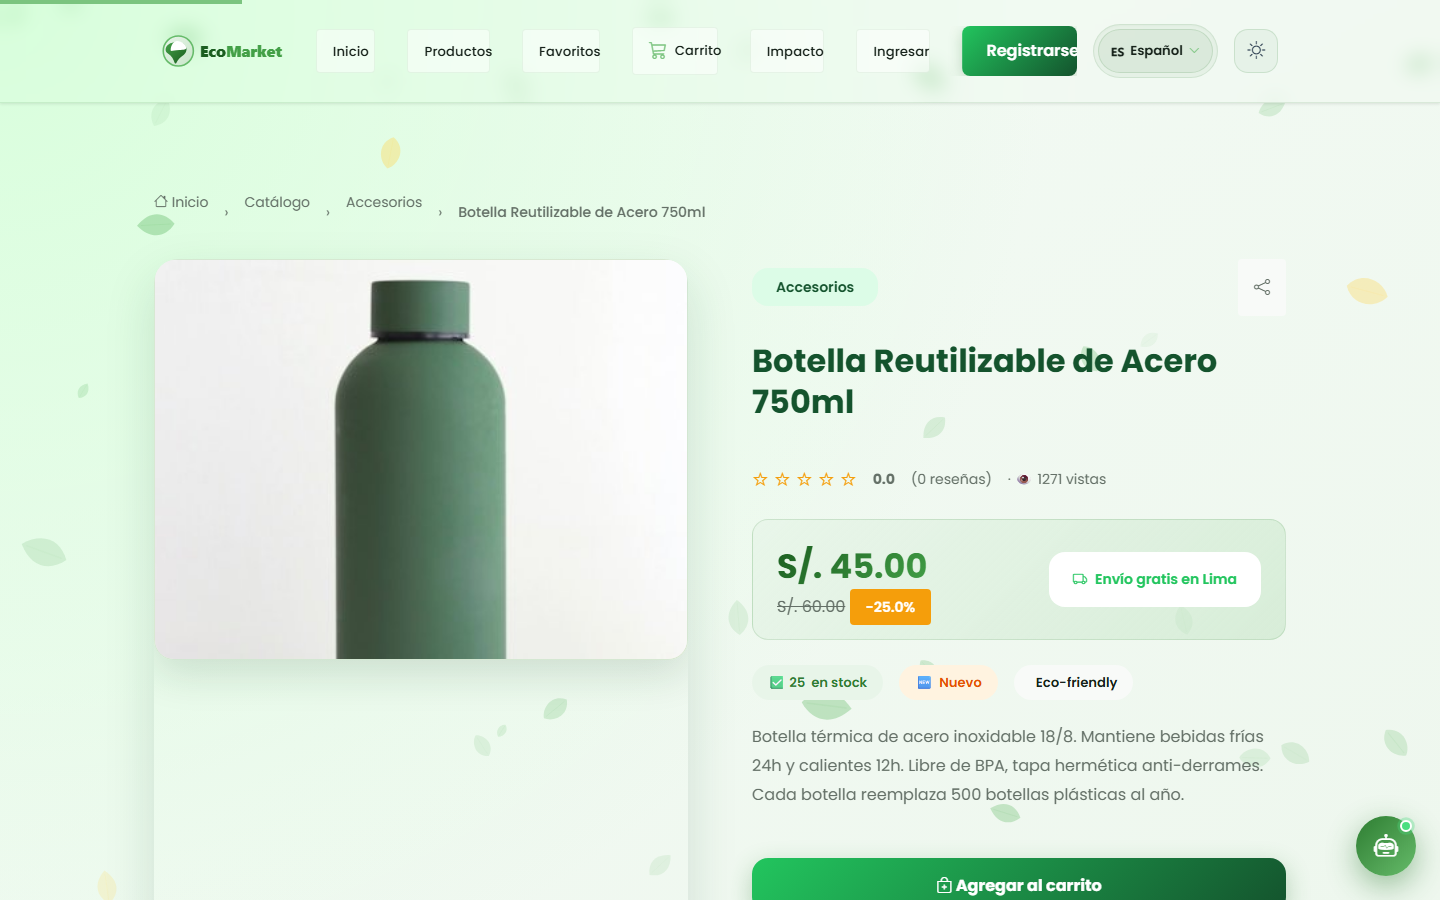 EcoMarket
Inicio
Productos
Favoritos
Carrito
Impacto
Ingresar
Registrarse
ES Español
Inicio › Catálogo › Accesorios › Botella Reutilizable de Acero 750ml
Accesorios
Botella Reutilizable de Acero
750ml
0.0 (0 reseñas) · 1271 vistas
S/. 45.00
S/. 60.00 -25.0%
Envío gratis en Lima
25 en stock
NEW Nuevo
Eco-friendly
Botella térmica de acero inoxidable 18/8. Mantiene bebidas frías
24h y calientes 12h. Libre de BPA, tapa hermética anti-derrames.
Cada botella reemplaza 500 botellas plásticas al año.
Agregar al carrito